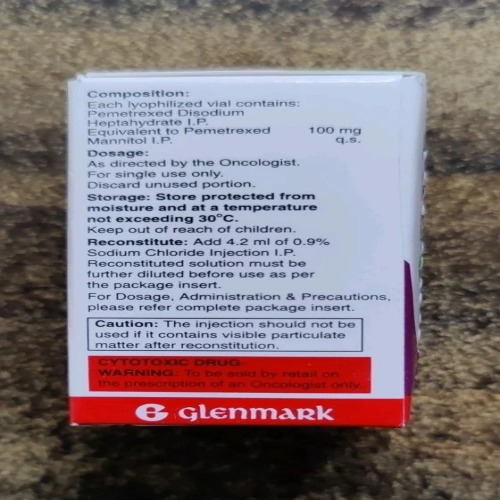 Composition:
Each lyophilized vial contains:
Pemetrexed Disodium
Heptahydrate I.P.
Equivalent to Pemetrexed 100 mg
Mannitol I.P. q.s.
Dosage:
As directed by the Oncologist.
For single use only.
Discard unused portion.
Storage: Store protected from
moisture and at a temperature
not exceeding 30°C.
Keep out of reach of children.
Reconstitute: Add 4.2 ml of 0.9%
Sodium Chloride Injection I.P.
Reconstituted solution must be
further diluted before use as per
the package insert.
For Dosage, Administration & Precautions,
please refer complete package insert.
Caution: The injection should not be
used if it contains visible particulate
matter after reconstitution.
CYTOTOXIC DRUG
WARNING: To be sold by retail on
the prescription of an Oncologist only.
G GLENMARK